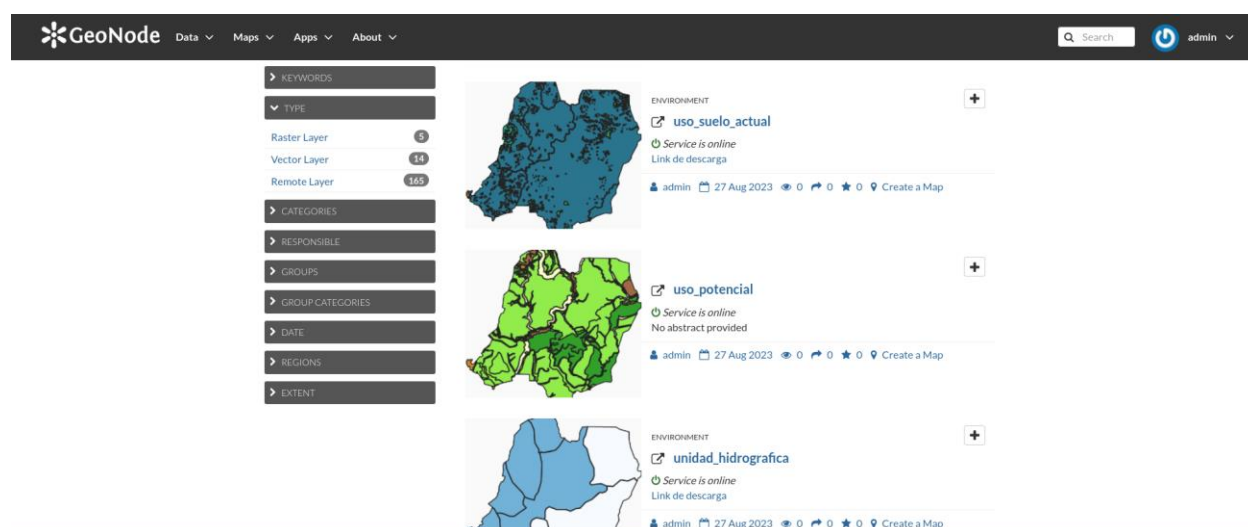 GeoNode Data Maps Apps About Search admin
KEYWORDS
TYPE
Raster Layer 5
Vector Layer 14
Remote Layer 165
CATEGORIES
RESPONSIBLE
GROUPS
GROUP CATEGORIES
DATE
REGIONS
EXTENT
ENVIRONMENT
uso_suelo_actual
Service is online
Link de descarga
admin 27 Aug 2023 0 0 0 Create a Map
uso_potencial
Service is online
No abstract provided
admin 27 Aug 2023 0 0 0 Create a Map
ENVIRONMENT
unidad_hidrografica
Service is online
Link de descarga
admin 27 Aug 2023 0 0 0 Create a Map